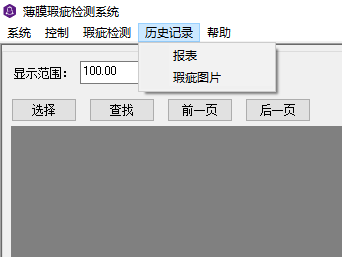 薄膜瑕疵检测系统
系统 控制 瑕疵检测 历史记录 帮助
报表
瑕疵图片
显示范围： 100.00
选择 查找 前一页 后一页